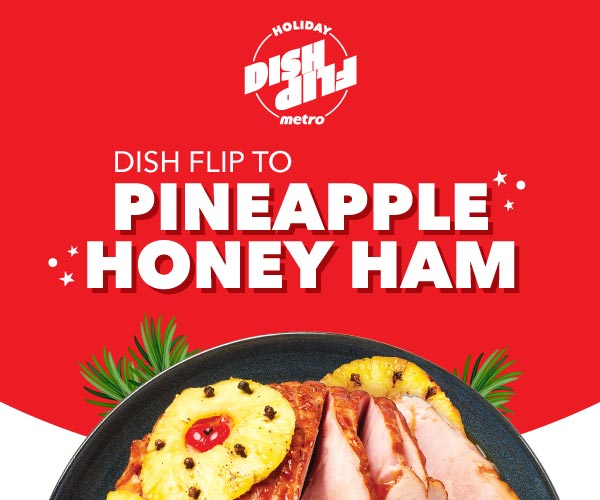 HOLIDAY
DISH
FLIP
metro
DISH FLIP TO
PINEAPPLE
HONEY HAM